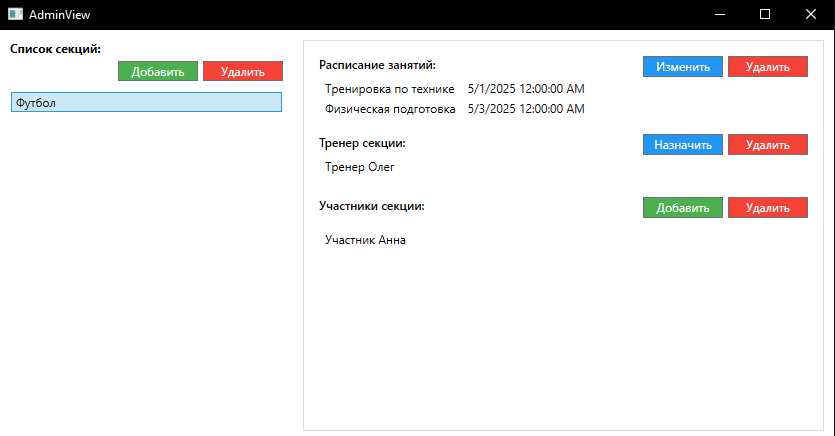 AdminView
Список секций:
Добавить Удалить
Футбол
Расписание занятий:
Изменить Удалить
Тренировка по технике 5/1/2025 12:00:00 AM
Физическая подготовка 5/3/2025 12:00:00 AM
Тренер секции:
Назначить Удалить
Тренер Олег
Участники секции:
Добавить Удалить
Участник Анна